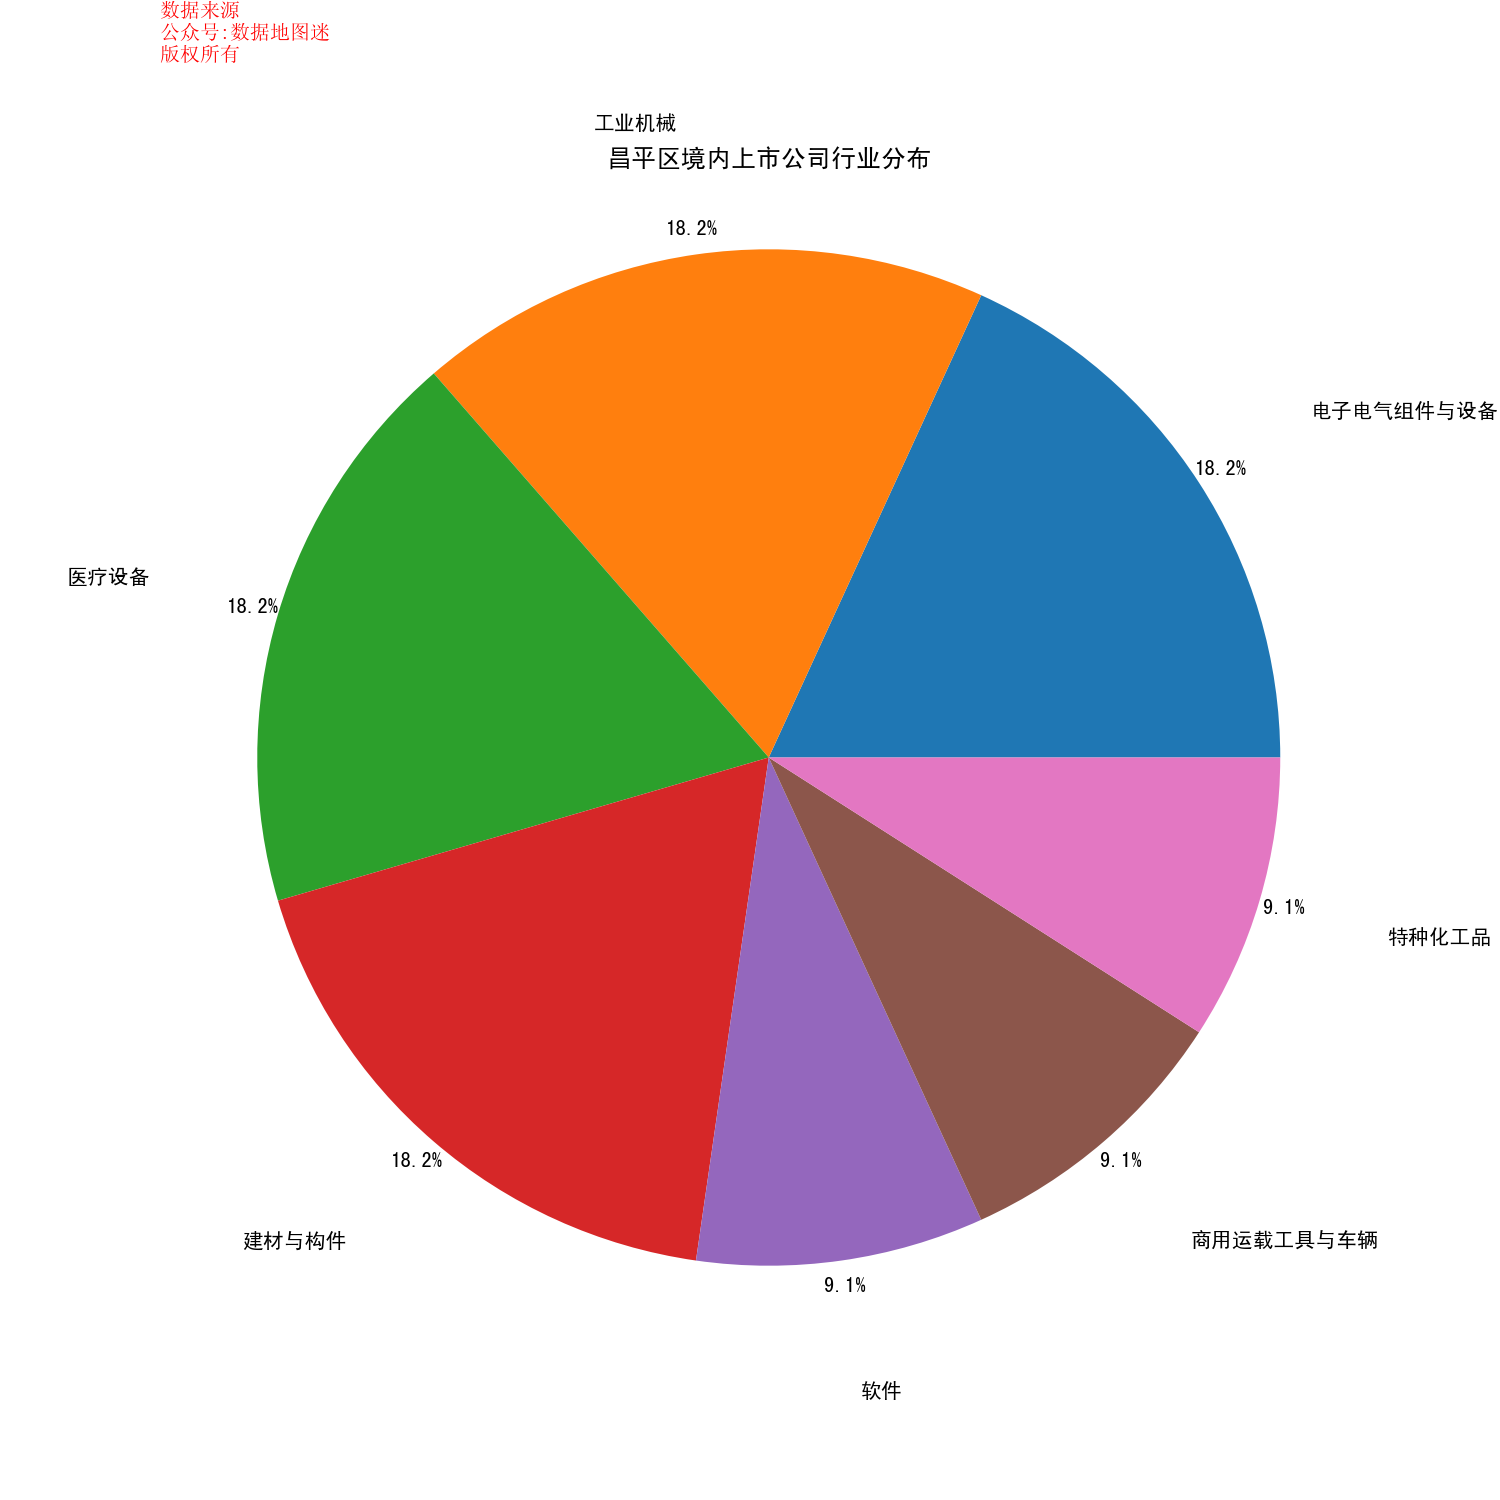 数据来源
公众号:数据地图迷
版权所有
工业机械
昌平区境内上市公司行业分布
18.2%
电子电气组件与设备
18.2%
医疗设备
18.2%
9.1%
特种化工品
18.2%
9.1%
建材与构件
商用运载工具与车辆
9.1%
软件